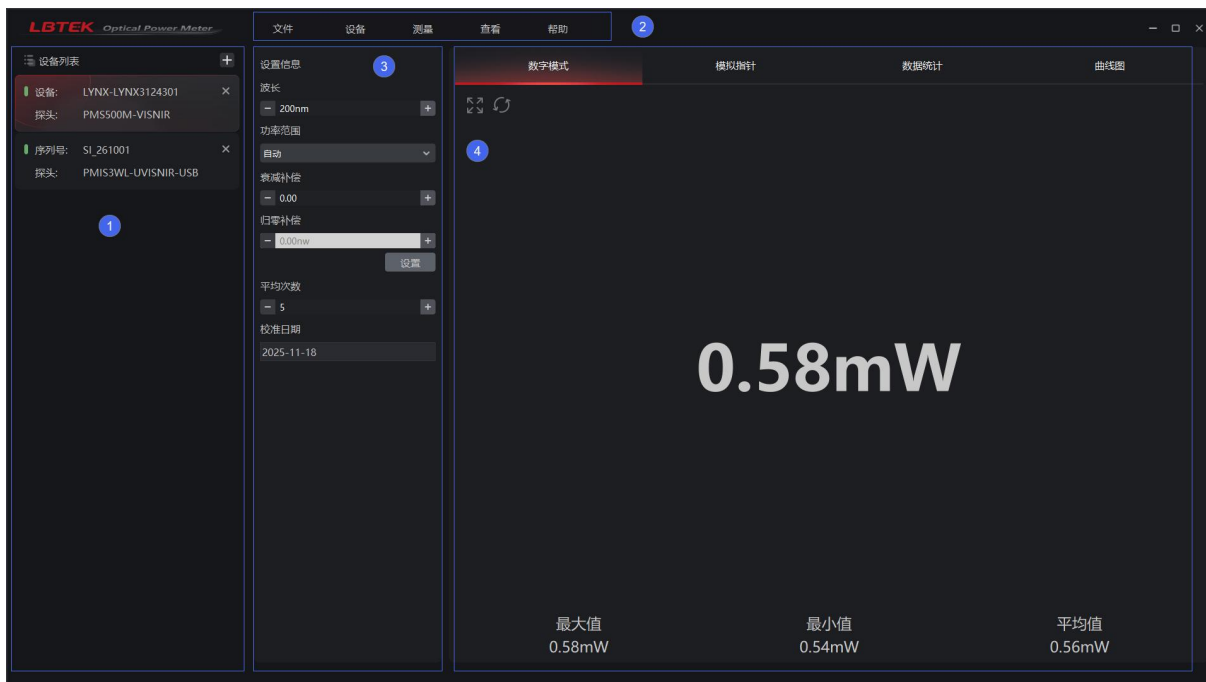 LBTEK Optical Power Meter
文件 设备 测量 查看 帮助
2
设备列表
设备: LYNX-LYNX3124301
探头: PMS500M-VISNIR
序列号: SI_261001
探头: PMIS3WL-UVISNIR-USB
1
设置信息
3
波长
200nm
功率范围
自动
衰减补偿
0.00
归零补偿
0.00nw
设置
平均次数
5
校准日期
2025-11-18
数字模式 模拟指针 数据统计 曲线图
4
0.58mW
最大值 最小值 平均值
0.58mW 0.54mW 0.56mW